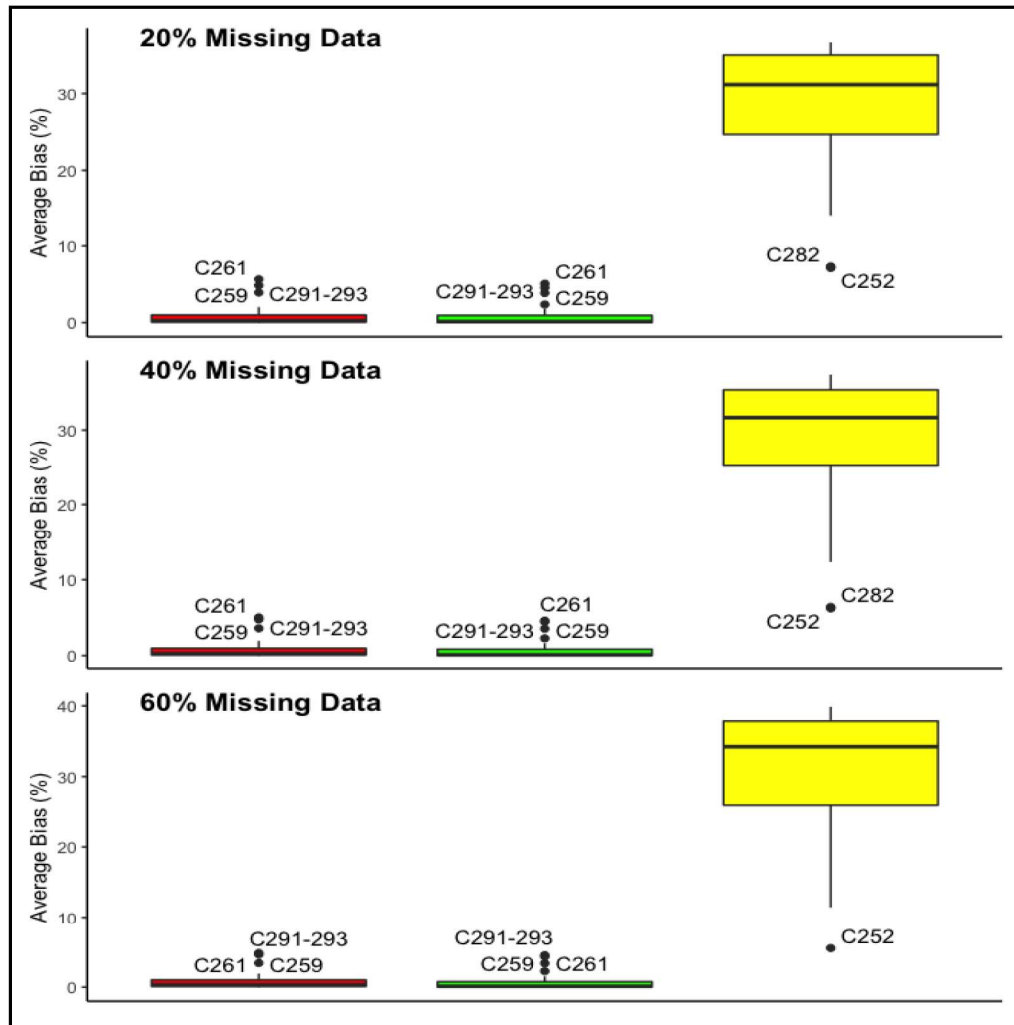 20% Missing Data
Average Bias (%)
30
20
10
0
C261
C259
C291-293
C261
C291-293
C259
C282
C252
40% Missing Data
Average Bias (%)
30
20
10
0
C261
C259
C291-293
C261
C291-293
C259
C282
C252
60% Missing Data
Average Bias (%)
40
30
20
10
0
C291-293
C261
C259
C291-293
C259
C261
C252